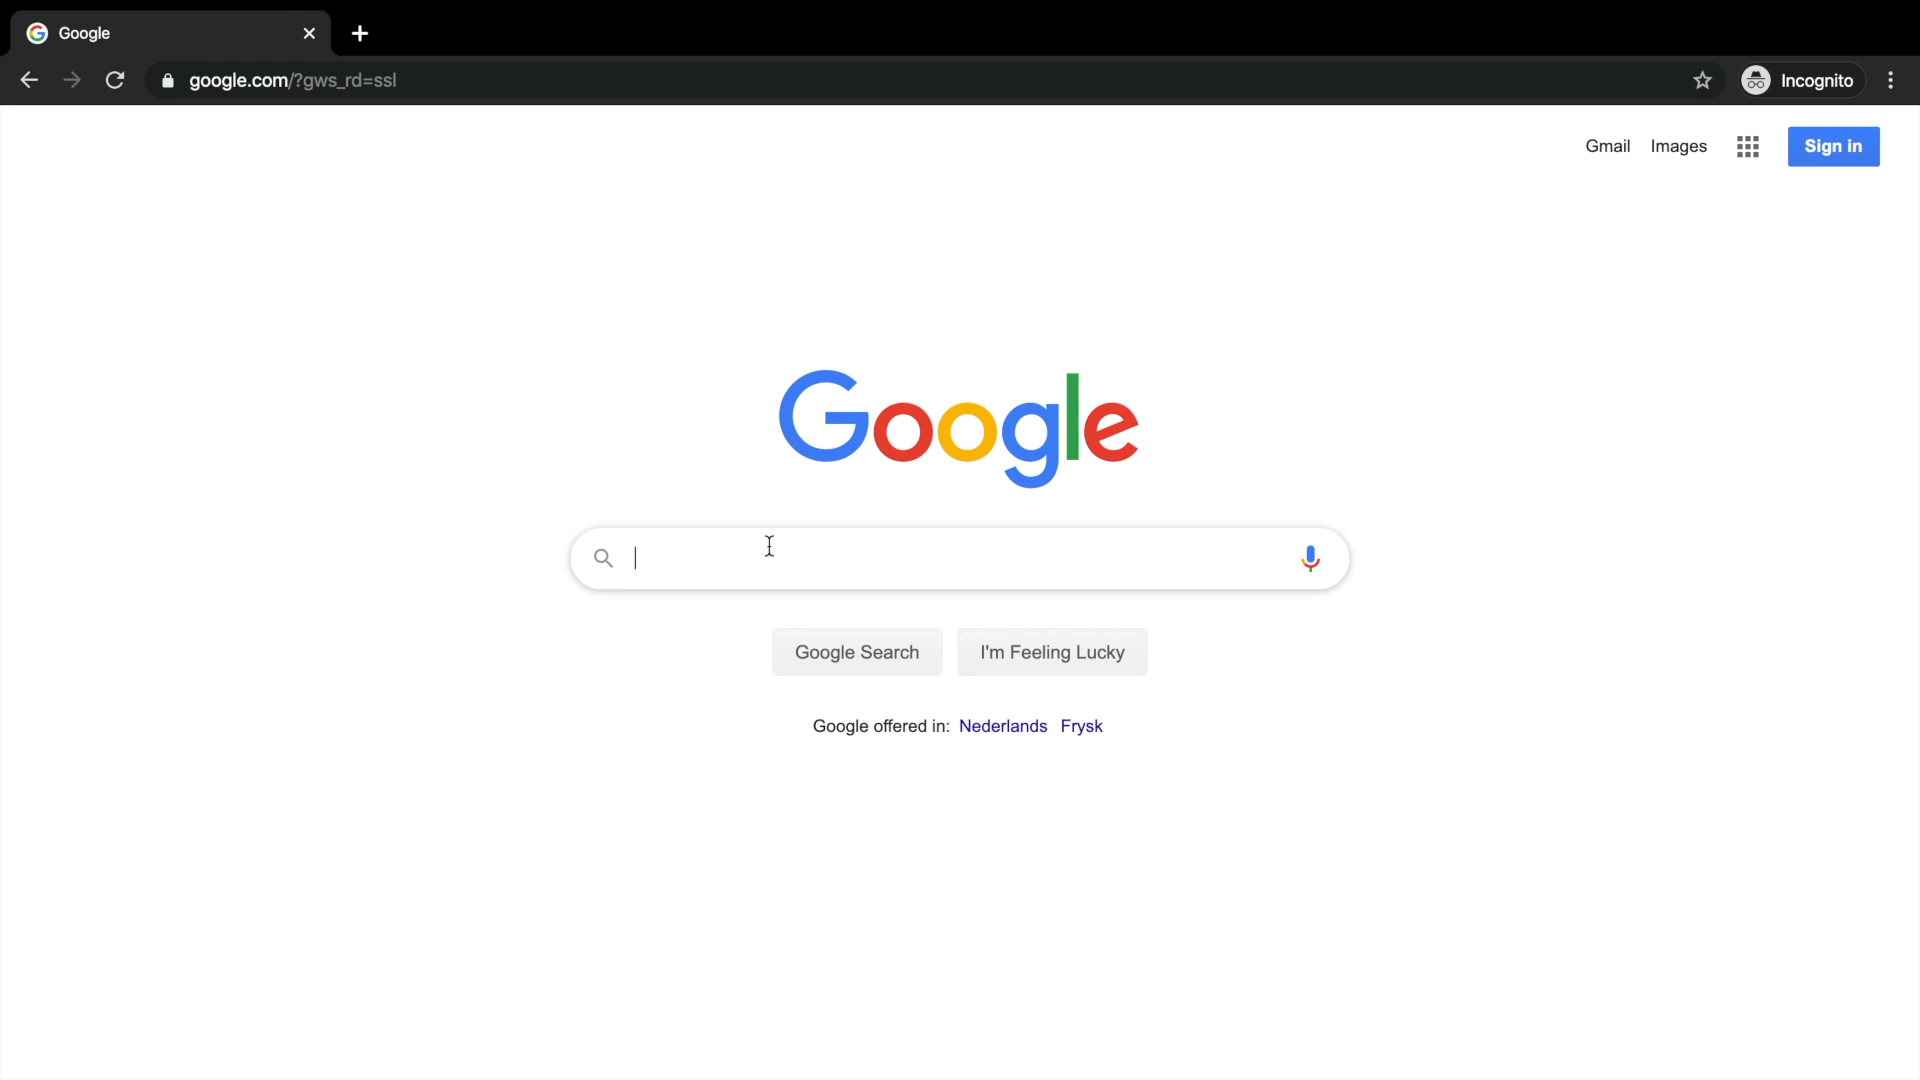 Google
google.com/?gws_rd=ssl
Incognito
Gmail Images
Sign in
Google
Google Search I'm Feeling Lucky
Google offered in: Nederlands Frysk